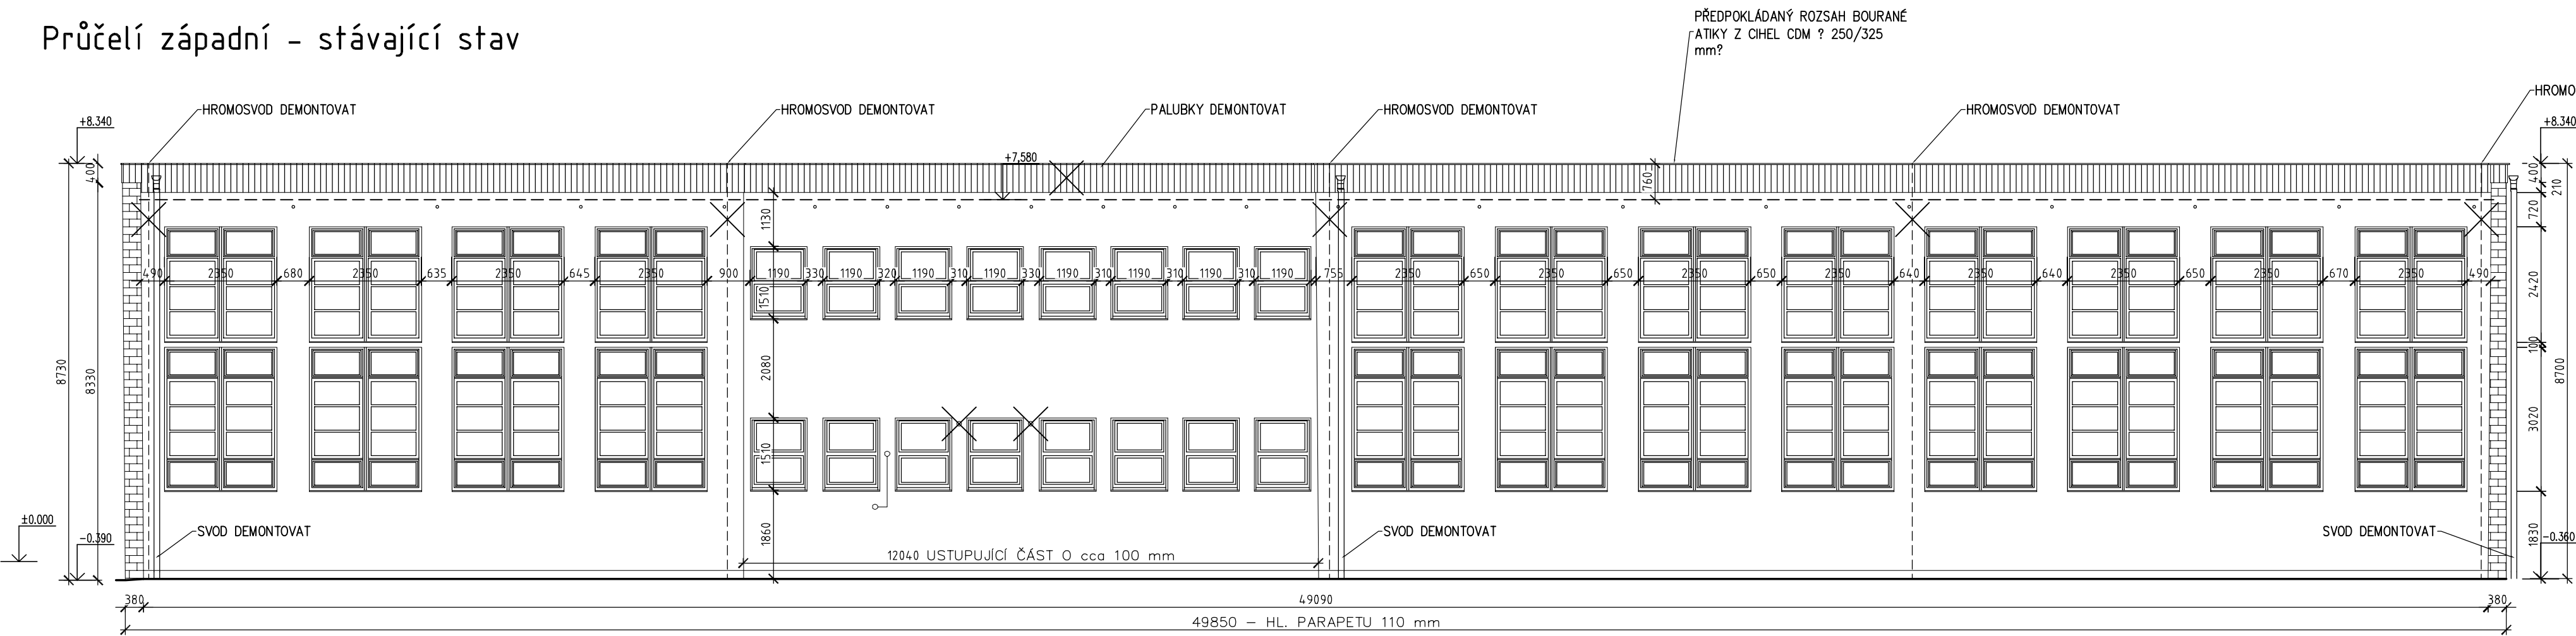 Průčelí západní – stávající stav
PŘEDPOKLÁDANÝ ROZSAH BOURANÉ
ATIKY Z CIHEL CDM ? 250/325
mm?
HROMOSVOD DEMONTOVAT
HROMOSVOD DEMONTOVAT
PALUBKY DEMONTOVAT
HROMOSVOD DEMONTOVAT
HROMOSVOD DEMONTOVAT
HROMO
+8.340
+8.340
+7,580
400
760
400
210
1130
720
490 2350 680 2350 635 2350 645 2350 900 1190 330 1190 320 1190 310 1190 330 1190 310 1190 310 1190 310 1190 755 2350 650 2350 650 2350 650 2350 640 2350 640 2350 650 2350 670 2350 490
1510
2420
8730
8330
2080
100
8700
1510
3020
±0.000
-0.390
SVOD DEMONTOVAT
1860
SVOD DEMONTOVAT
SVOD DEMONTOVAT
1830
-0.360
12040 USTUPUJÍCÍ ČÁST O cca 100 mm
380 49090 380
49850 – HL. PARAPETU 110 mm